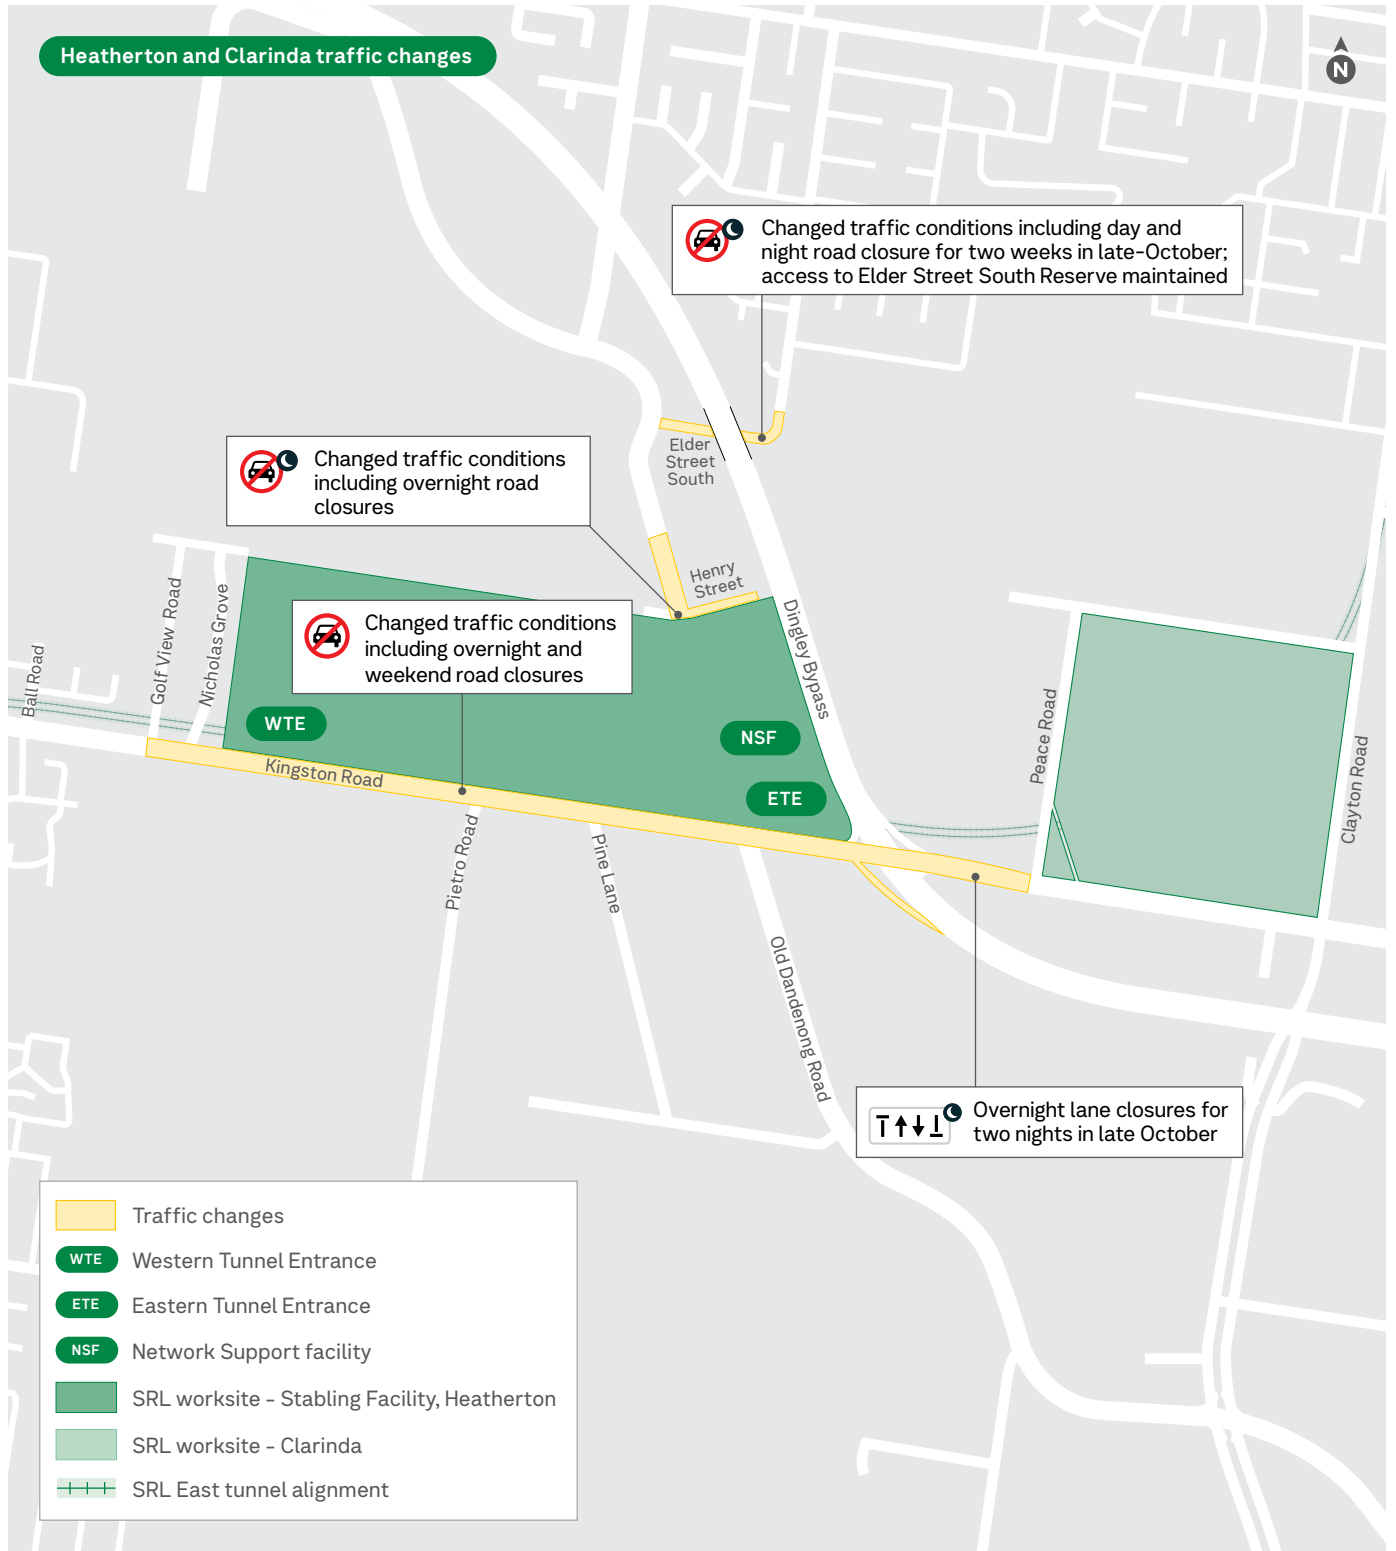 Heatherton and Clarinda traffic changes
N
Changed traffic conditions including day and
night road closure for two weeks in late-October;
access to Elder Street South Reserve maintained
Elder
Street
South
Changed traffic conditions
including overnight road
closures
Henry
Street
Changed traffic conditions
including overnight and
weekend road closures
Ball Road
Golf View Road
Nicholas Grove
Dingley Bypass
Peace Road
Clayton Road
WTE
NSF
ETE
Kingston Road
Pietro Road
Pine Lane
Old Dandenong Road
Overnight lane closures for
two nights in late October
Traffic changes
WTE Western Tunnel Entrance
ETE Eastern Tunnel Entrance
NSF Network Support facility
SRL worksite - Stabling Facility, Heatherton
SRL worksite - Clarinda
SRL East tunnel alignment